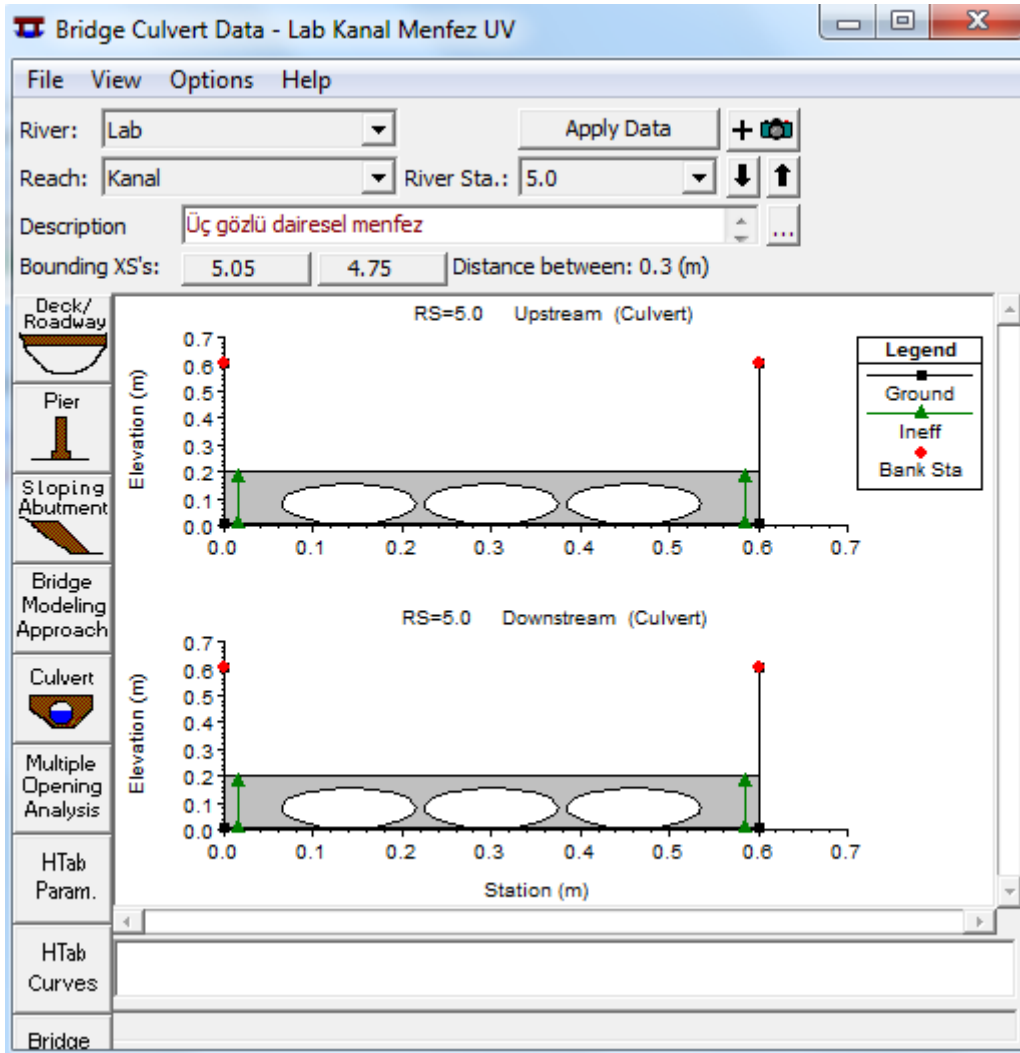 Bridge Culvert Data - Lab Kanal Menfez UV
File View Options Help
River: Lab Apply Data
Reach: Kanal River Sta.: 5.0
Description Üç gözlü dairesel menfez ...
Bounding XS's: 5.05 4.75 Distance between: 0.3 (m)
Deck/
Roadway
Pier
Sloping
Abutment
Bridge
Modeling
Approach
Culvert
Multiple
Opening
Analysis
HTab
Param.
HTab
Curves
Bridge
RS=5.0 Upstream (Culvert)
0.7
0.6
0.5
0.4
0.3
0.2
0.1
0.0
Elevation (m)
0.0 0.1 0.2 0.3 0.4 0.5 0.6 0.7
Legend
Ground
Ineff
Bank Sta
RS=5.0 Downstream (Culvert)
0.7
0.6
0.5
0.4
0.3
0.2
0.1
0.0
Elevation (m)
0.0 0.1 0.2 0.3 0.4 0.5 0.6 0.7
Station (m)